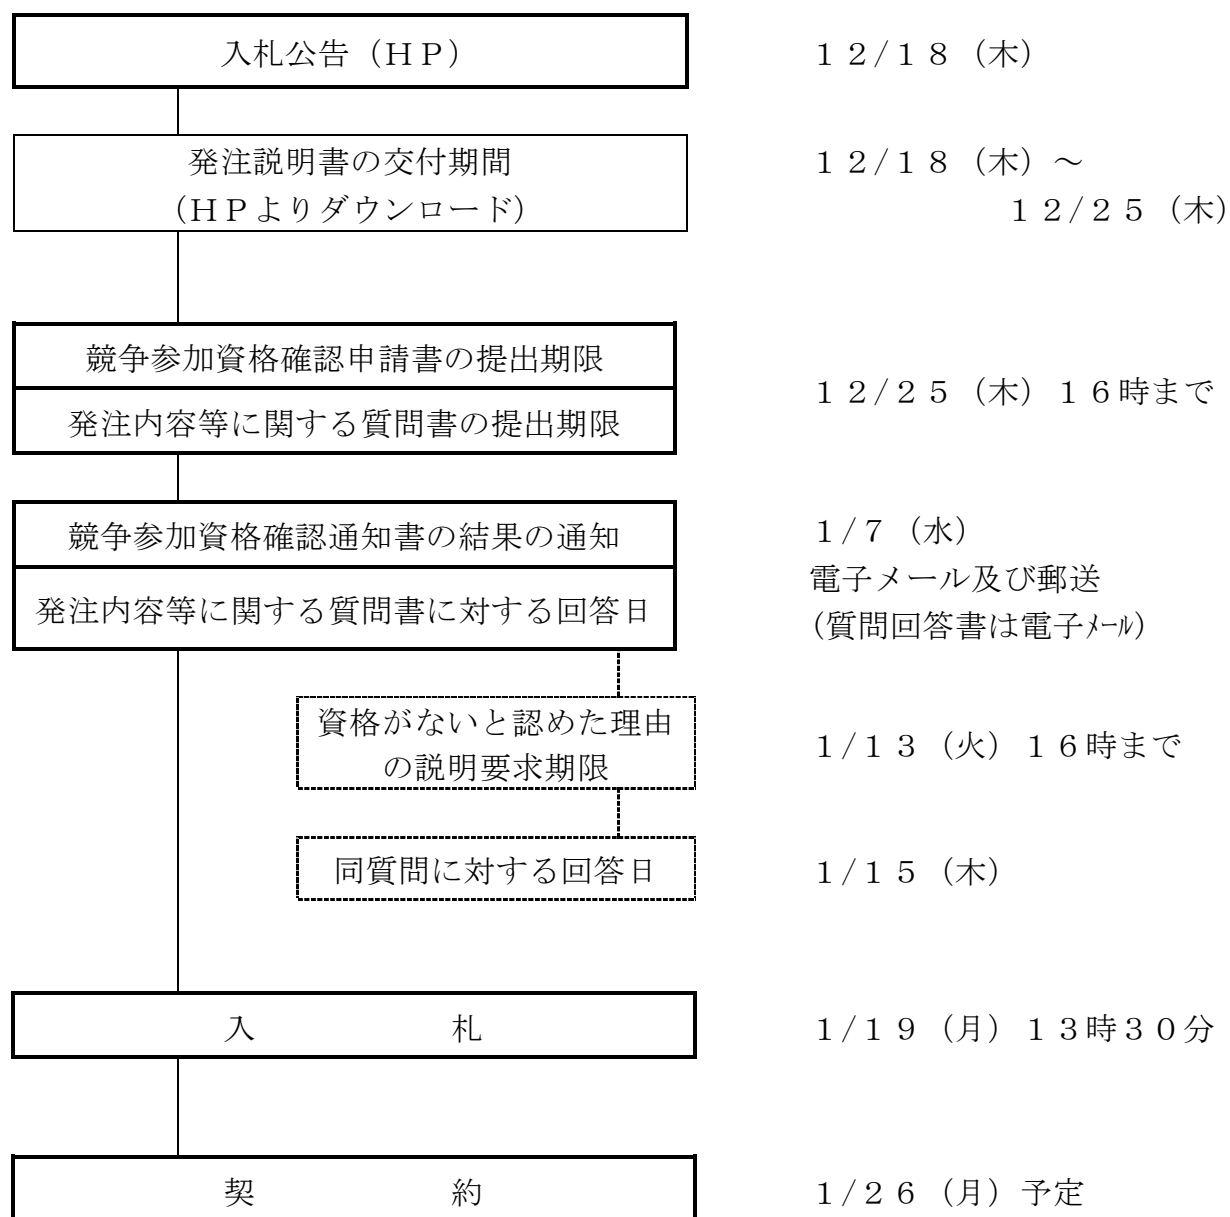 入札公告（ＨＰ）
１２/１８（木）
発注説明書の交付期間
（ＨＰよりダウンロード）
１２/１８（木）～
１２/２５（木）
競争参加資格確認申請書の提出期限
発注内容等に関する質問書の提出期限
１２/２５（木）１６時まで
競争参加資格確認通知書の結果の通知
発注内容等に関する質問書に対する回答日
１/７（水）
電子メール及び郵送
（質問回答書は電子ﾒｰﾙ）
資格がないと認めた理由
の説明要求期限
１/１３（火）１６時まで
同質問に対する回答日
１/１５（木）
入　　　　　札
１/１９（月）１３時３０分
契　　　　　約
１/２６（月）予定